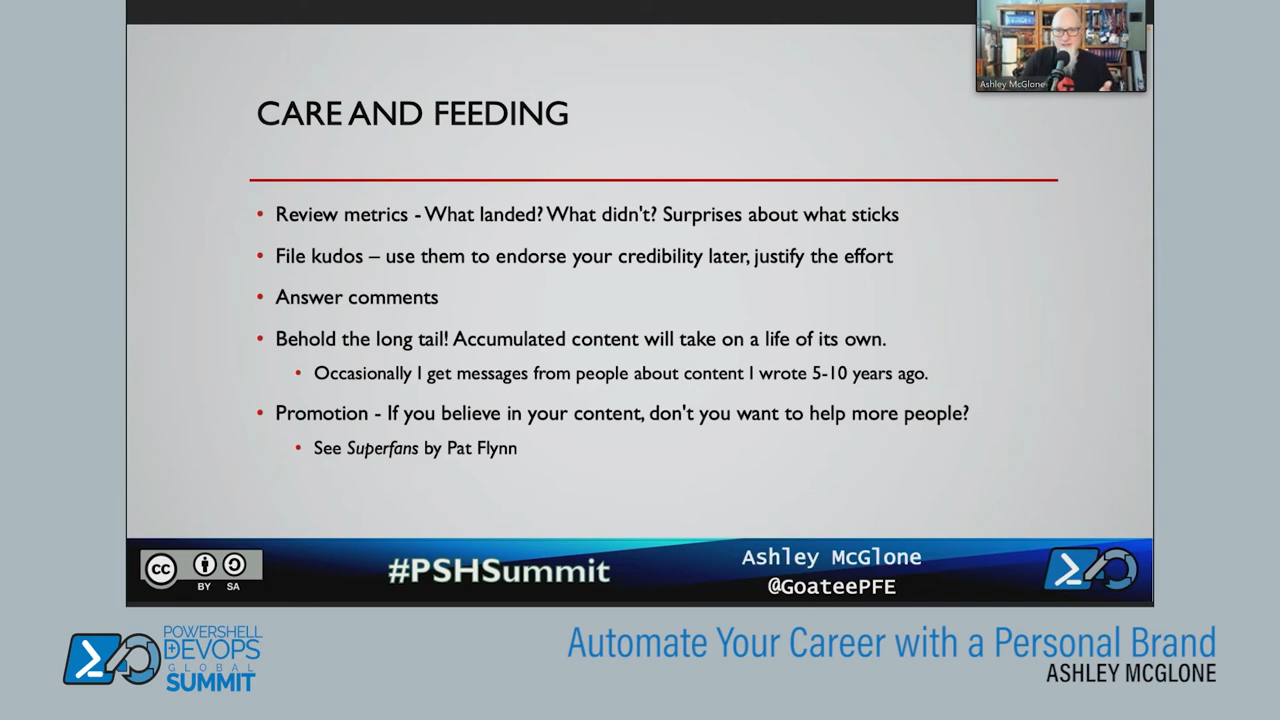 Ashley McGlone
CARE AND FEEDING
• Review metrics - What landed? What didn't? Surprises about what sticks
• File kudos – use them to endorse your credibility later, justify the effort
• Answer comments
• Behold the long tail! Accumulated content will take on a life of its own.
• Occasionally I get messages from people about content I wrote 5-10 years ago.
• Promotion - If you believe in your content, don't you want to help more people?
• See Superfans by Pat Flynn
cc
BY SA
#PSHSummit
Ashley McGlone
@GoateePFE
POWERSHELL
DEVOPS
GLOBAL
SUMMIT
Automate Your Career with a Personal Brand
ASHLEY MCGLONE